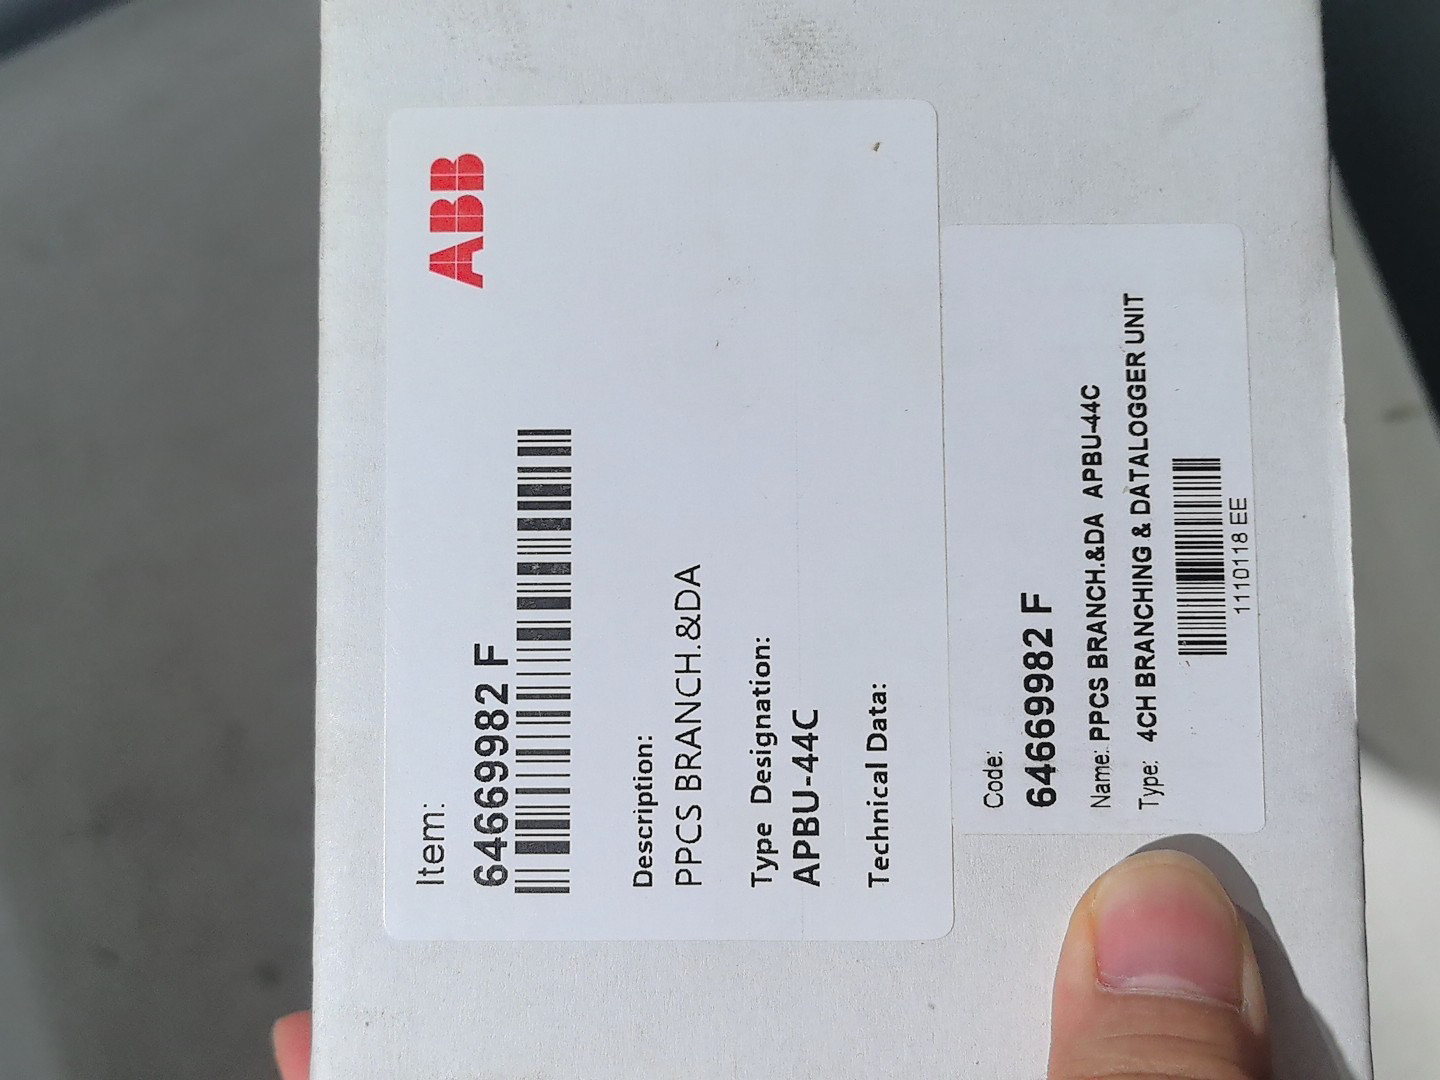 ABB
Item:
64669982 F
Description:
PPCS BRANCH.&DA
Type Designation:
APBU-44C
Technical Data:
Code:
64669982 F
Name: PPCS BRANCH.&DA APBU-44C
Type: 4CH BRANCHING & DATALOGGER UNIT
1110118 EE